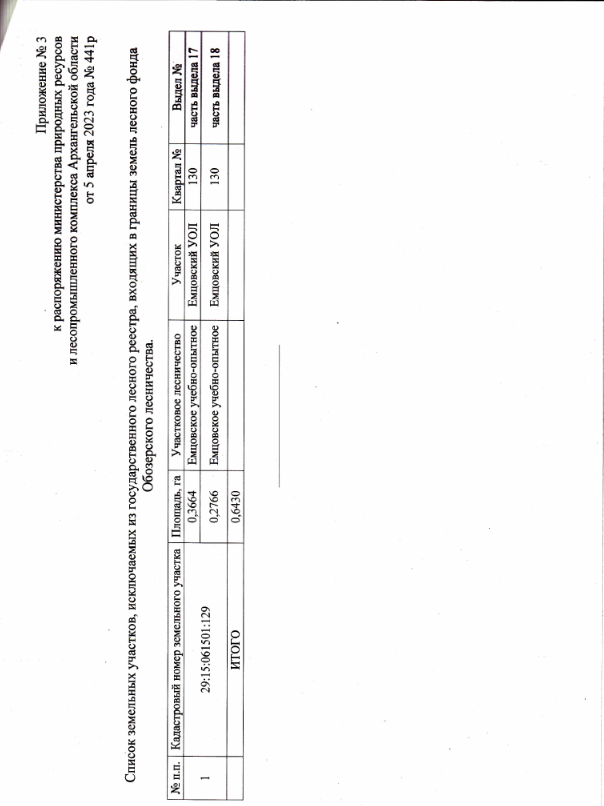 Приложение № 3
к распоряжению министерства природных ресурсов
и лесопромышленного комплекса Архангельской области
от 5 апреля 2023 года № 441р
Список земельных участков, исключаемых из государственного лесного реестра, входящих в границы земель лесного фонда
Обозерского лесничества.
№ п.п. Кадастровый номер земельного участка Площадь, га Участковое лесничество Участок Квартал № Выдел №
1 29:15:061501:129 0,3664 Емцовское учебно-опытное Емцовский УОЛ 130 часть выдела 17
0,2766 Емцовское учебно-опытное Емцовский УОЛ 130 часть выдела 18
ИТОГО 0,6430